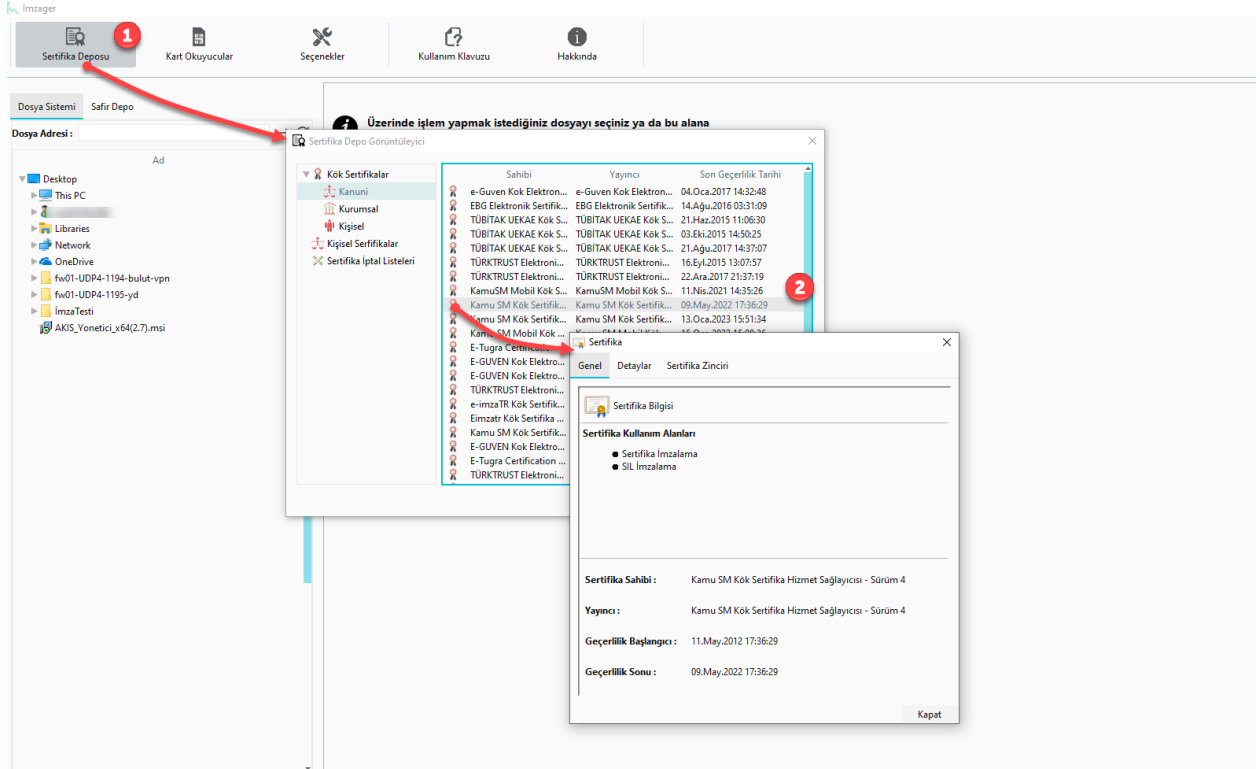 İmzager
1
Sertifika Deposu
Kart Okuyucular
Seçenekler
Kullanım Klavuzu
Hakkında
Dosya Sistemi
Safir Depo
Üzerinde işlem yapmak istediğiniz dosyayı seçiniz ya da bu alana
Dosya Adresi :
Ad
Desktop
This PC
Libraries
Network
OneDrive
fw01-UDP4-1194-bulut-vpn
fw01-UDP4-1195-yd
İmzaTesti
AKIS_Yonetici_x64(2.7).msi
Sertifika Depo Görüntüleyici
Kök Sertifikalar
Kanuni
Kurumsal
Kişisel
Kişisel Serfifikalar
Sertifika İptal Listeleri
Sahibi Yayıncı Son Geçerlilik Tarihi
e-Guven Kok Elektron... e-Guven Kok Elektron... 04.Oca.2017 14:32:48
EBG Elektronik Sertifik... EBG Elektronik Sertifik... 14.Ağu.2016 03:31:09
TÜBİTAK UEKAE Kök S... TÜBİTAK UEKAE Kök S... 21.Haz.2015 11:06:30
TÜBİTAK UEKAE Kök S... TÜBİTAK UEKAE Kök S... 03.Eki.2015 14:50:25
TÜBİTAK UEKAE Kök S... TÜBİTAK UEKAE Kök S... 21.Ağu.2017 14:37:07
TÜRKTRUST Elektroni... TÜRKTRUST Elektroni... 16.Eyl.2015 13:07:57
TÜRKTRUST Elektroni... TÜRKTRUST Elektroni... 22.Ara.2017 21:37:19
KamuSM Mobil Kök S... KamuSM Mobil Kök S... 11.Nis.2021 14:35:26
2
Kamu SM Kök Sertifik... Kamu SM Kök Sertifik... 09.May.2022 17:36:29
Kamu SM Kök Sertifik... Kamu SM Kök Sertifik... 13.Oca.2023 15:51:34
Kamu SM Mobil Kök ...
E-Tugra
E-GUVEN Kok Elektro...
E-GUVEN Kok Elektro...
TÜRKTRUST Elektroni...
e-imzaTR Kök Sertifik...
Eimzatr Kök Sertifika ...
Kamu SM Kök Sertifik...
E-GUVEN Kok Elektro...
E-Tugra Certification ...
TÜRKTRUST Elektroni...
Sertifika
Genel
Detaylar
Sertifika Zinciri
Sertifika Bilgisi
Sertifika Kullanım Alanları
● Sertifika İmzalama
● SIL İmzalama
Sertifika Sahibi : Kamu SM Kök Sertifika Hizmet Sağlayıcısı - Sürüm 4
Yayıncı : Kamu SM Kök Sertifika Hizmet Sağlayıcısı - Sürüm 4
Geçerlilik Başlangıcı : 11.May.2012 17:36:29
Geçerlilik Sonu : 09.May.2022 17:36:29
Kapat